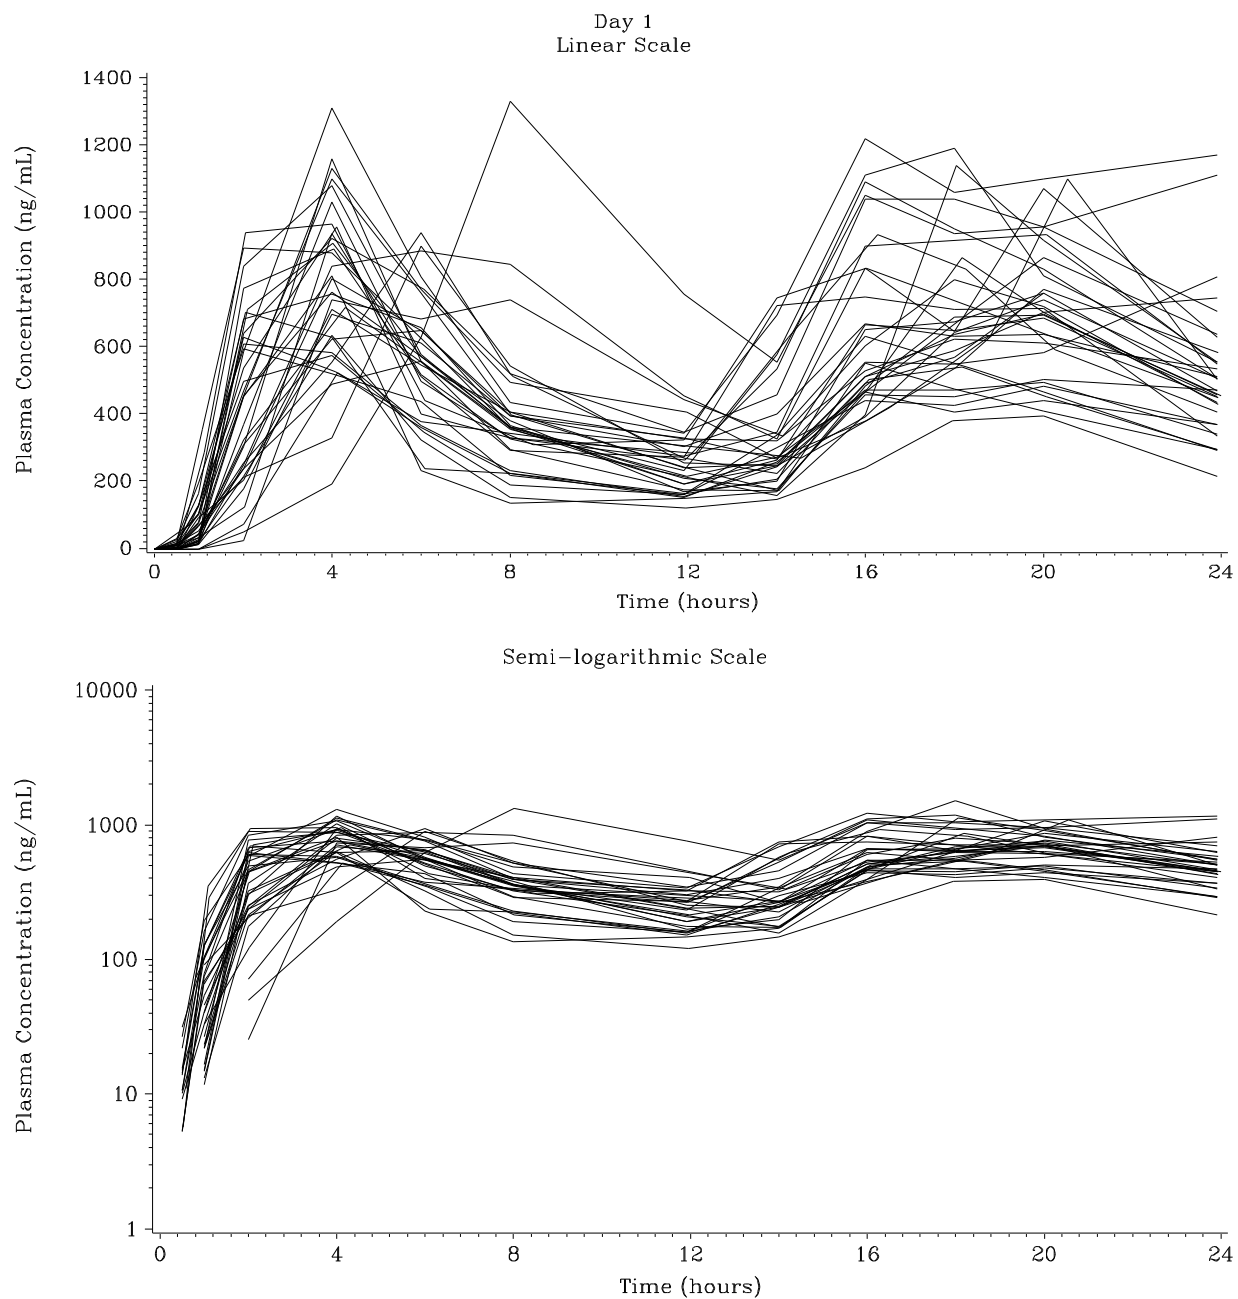 Day 1
Linear Scale
Plasma Concentration (ng/mL)
1400
1200
1000
800
600
400
200
0
0 4 8 12 16 20 24
Time (hours)
Semi-logarithmic Scale
Plasma Concentration (ng/mL)
10000
1000
100
10
1
0 4 8 12 16 20 24
Time (hours)